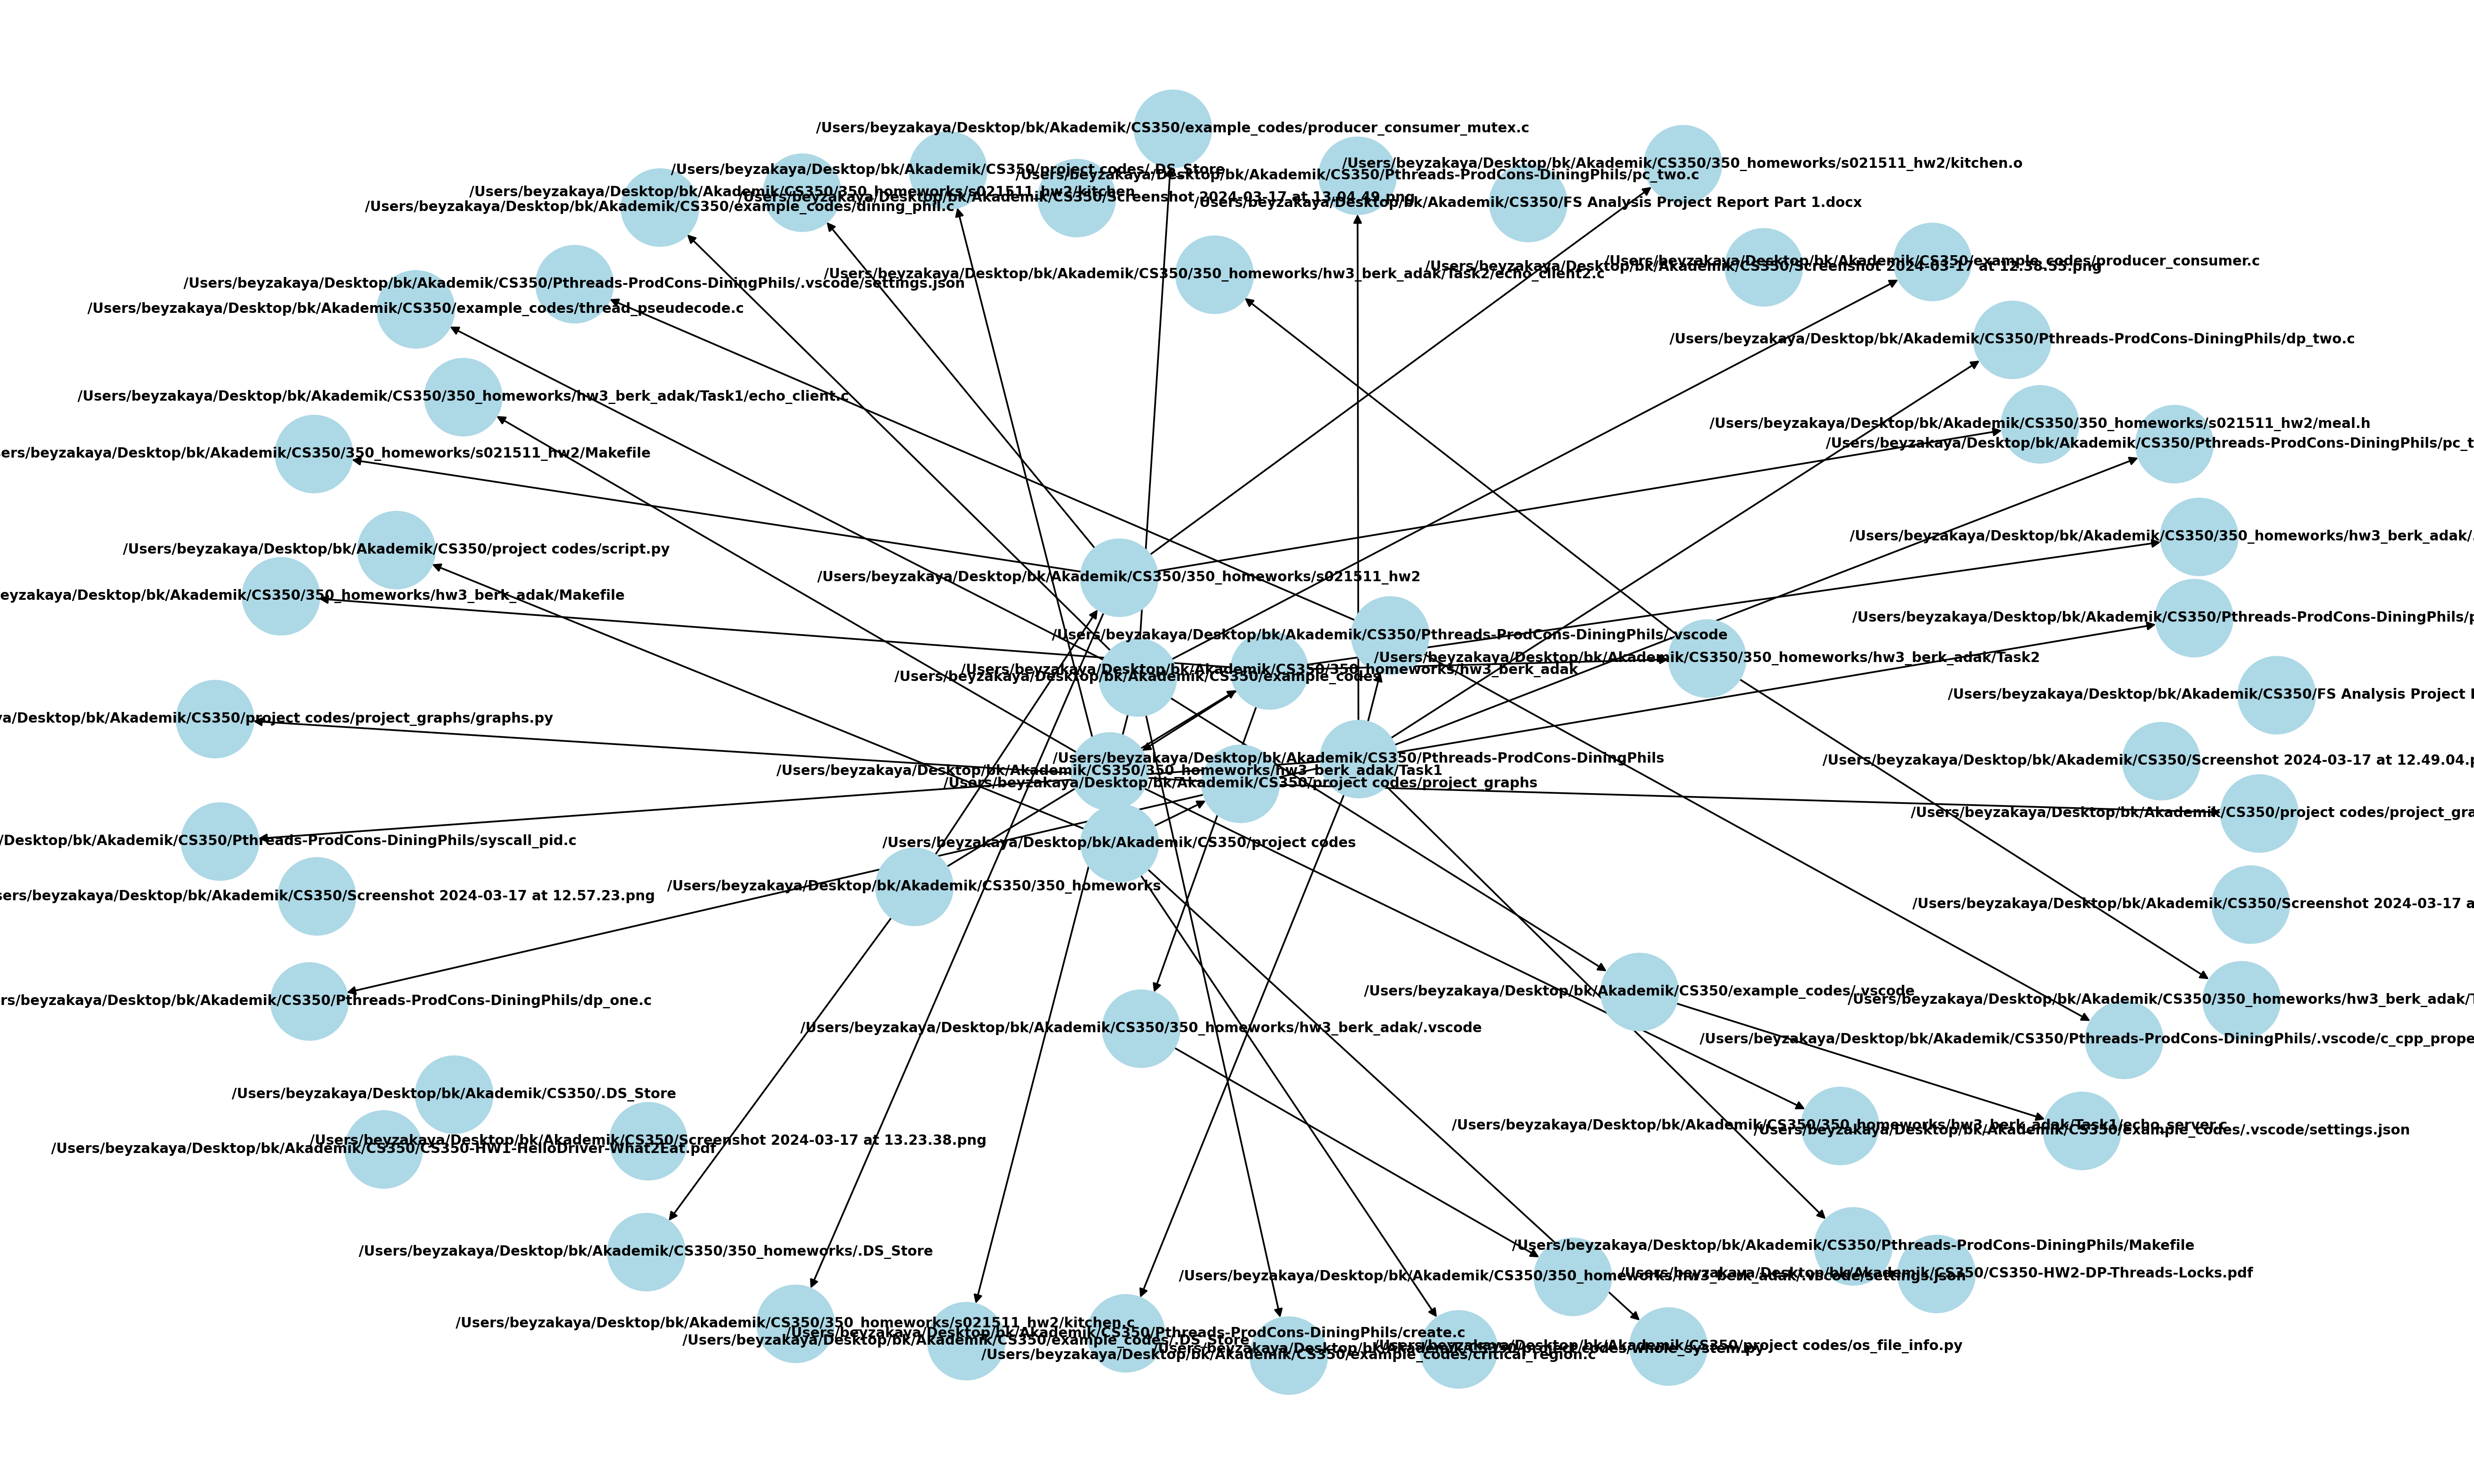 /Users/beyzakaya/Desktop/bk/Akademik/CS350/example_codes/producer_consumer_mutex.c
/Users/beyzakaya/Desktop/bk/Akademik/CS350/350_homeworks/s021511_hw2/kitchen.o
/Users/beyzakaya/Desktop/bk/Akademik/CS350/project codes/.DS_Store
/Users/beyzakaya/Desktop/bk/Akademik/CS350/Pthreads-ProdCons-DiningPhils/pc_two.c
/Users/beyzakaya/Desktop/bk/Akademik/CS350/350_homeworks/s021511_hw2/kitchen
/Users/beyzakaya/Desktop/bk/Akademik/CS350/Screenshot 2024-03-17 at 13.04.49.png
/Users/beyzakaya/Desktop/bk/Akademik/CS350/FS Analysis Project Report Part 1.docx
/Users/beyzakaya/Desktop/bk/Akademik/CS350/example_codes/dining_phil.c
/Users/beyzakaya/Desktop/bk/Akademik/CS350/example_codes/producer_consumer.c
/Users/beyzakaya/Desktop/bk/Akademik/CS350/Screenshot 2024-03-17 at 12.38.55.png
/Users/beyzakaya/Desktop/bk/Akademik/CS350/350_homeworks/hw3_berk_adak/Task2/echo_client2.c
/Users/beyzakaya/Desktop/bk/Akademik/CS350/Pthreads-ProdCons-DiningPhils/.vscode/settings.json
/Users/beyzakaya/Desktop/bk/Akademik/CS350/example_codes/thread_pseudecode.c
/Users/beyzakaya/Desktop/bk/Akademik/CS350/Pthreads-ProdCons-DiningPhils/dp_two.c
/Users/beyzakaya/Desktop/bk/Akademik/CS350/350_homeworks/hw3_berk_adak/Task1/echo_client.c
/Users/beyzakaya/Desktop/bk/Akademik/CS350/350_homeworks/s021511_hw2/meal.h
/Users/beyzakaya/Desktop/bk/Akademik/CS350/Pthreads-ProdCons-DiningPhils/pc_t
ers/beyzakaya/Desktop/bk/Akademik/CS350/350_homeworks/s021511_hw2/Makefile
/Users/beyzakaya/Desktop/bk/Akademik/CS350/350_homeworks/hw3_berk_adak/.
/Users/beyzakaya/Desktop/bk/Akademik/CS350/project codes/script.py
/Users/beyzakaya/Desktop/bk/Akademik/CS350/350_homeworks/s021511_hw2
eyzakaya/Desktop/bk/Akademik/CS350/350_homeworks/hw3_berk_adak/Makefile
/Users/beyzakaya/Desktop/bk/Akademik/CS350/Pthreads-ProdCons-DiningPhils/p
/Users/beyzakaya/Desktop/bk/Akademik/CS350/Pthreads-ProdCons-DiningPhils/.vscode
/Users/beyzakaya/Desktop/bk/Akademik/CS350/350_homeworks/hw3_berk_adak/Task2
/Users/beyzakaya/Desktop/bk/Akademik/CS350/350_homeworks/hw3_berk_adak
/Users/beyzakaya/Desktop/bk/Akademik/CS350/example_codes
/Users/beyzakaya/Desktop/bk/Akademik/CS350/FS Analysis Project
ya/Desktop/bk/Akademik/CS350/project codes/project_graphs/graphs.py
/Users/beyzakaya/Desktop/bk/Akademik/CS350/Pthreads-ProdCons-DiningPhils
/Users/beyzakaya/Desktop/bk/Akademik/CS350/Screenshot 2024-03-17 at 12.49.04.p
/Users/beyzakaya/Desktop/bk/Akademik/CS350/350_homeworks/hw3_berk_adak/Task1
/Users/beyzakaya/Desktop/bk/Akademik/CS350/project codes/project_graphs
/Users/beyzakaya/Desktop/bk/Akademik/CS350/project codes/project_gra
/Desktop/bk/Akademik/CS350/Pthreads-ProdCons-DiningPhils/syscall_pid.c
/Users/beyzakaya/Desktop/bk/Akademik/CS350/project codes
/Users/beyzakaya/Desktop/bk/Akademik/CS350/350_homeworks
sers/beyzakaya/Desktop/bk/Akademik/CS350/Screenshot 2024-03-17 at 12.57.23.png
/Users/beyzakaya/Desktop/bk/Akademik/CS350/Screenshot 2024-03-17 a
/Users/beyzakaya/Desktop/bk/Akademik/CS350/example_codes/.vscode
rs/beyzakaya/Desktop/bk/Akademik/CS350/Pthreads-ProdCons-DiningPhils/dp_one.c
/Users/beyzakaya/Desktop/bk/Akademik/CS350/350_homeworks/hw3_berk_adak/T
/Users/beyzakaya/Desktop/bk/Akademik/CS350/350_homeworks/hw3_berk_adak/.vscode
/Users/beyzakaya/Desktop/bk/Akademik/CS350/Pthreads-ProdCons-DiningPhils/.vscode/c_cpp_prope
/Users/beyzakaya/Desktop/bk/Akademik/CS350/.DS_Store
/Users/beyzakaya/Desktop/bk/Akademik/CS350/350_homeworks/hw3_berk_adak/Task1/echo_server.c
/Users/beyzakaya/Desktop/bk/Akademik/CS350/example_codes/.vscode/settings.json
/Users/beyzakaya/Desktop/bk/Akademik/CS350/Screenshot 2024-03-17 at 13.23.38.png
/Users/beyzakaya/Desktop/bk/Akademik/CS350/CS350-HW1-HelloDriver-What2Eat.pdf
/Users/beyzakaya/Desktop/bk/Akademik/CS350/Pthreads-ProdCons-DiningPhils/Makefile
/Users/beyzakaya/Desktop/bk/Akademik/CS350/350_homeworks/.DS_Store
/Users/beyzakaya/Desktop/bk/Akademik/CS350/CS350-HW2-DP-Threads-Locks.pdf
/Users/beyzakaya/Desktop/bk/Akademik/CS350/350_homeworks/hw3_berk_adak/.vscode/settings.json
/Users/beyzakaya/Desktop/bk/Akademik/CS350/350_homeworks/s021511_hw2/kitchen.c
/Users/beyzakaya/Desktop/bk/Akademik/CS350/Pthreads-ProdCons-DiningPhils/create.c
/Users/beyzakaya/Desktop/bk/Akademik/CS350/example_codes/.DS_Store
/Users/beyzakaya/Desktop/bk/Akademik/CS350/project codes/os_file_info.py
/Users/beyzakaya/Desktop/bk/Akademik/CS350/project codes/whole_system.py
/Users/beyzakaya/Desktop/bk/Akademik/CS350/example_codes/critical_region.c